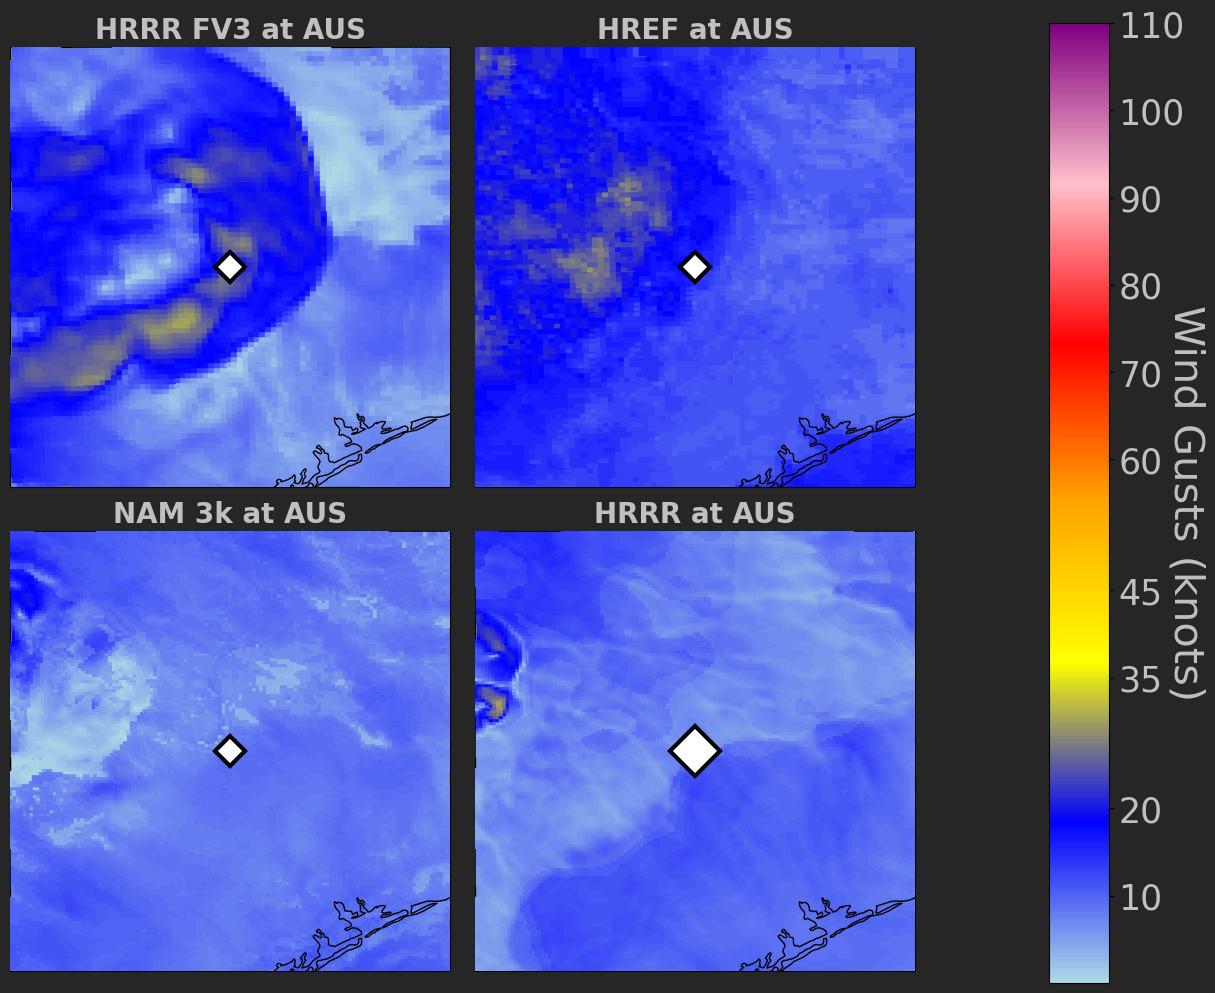 HRRR FV3 at AUS
HREF at AUS
NAM 3k at AUS
HRRR at AUS
110
100
90
80
70
60
45
35
20
10
Wind Gusts (knots)